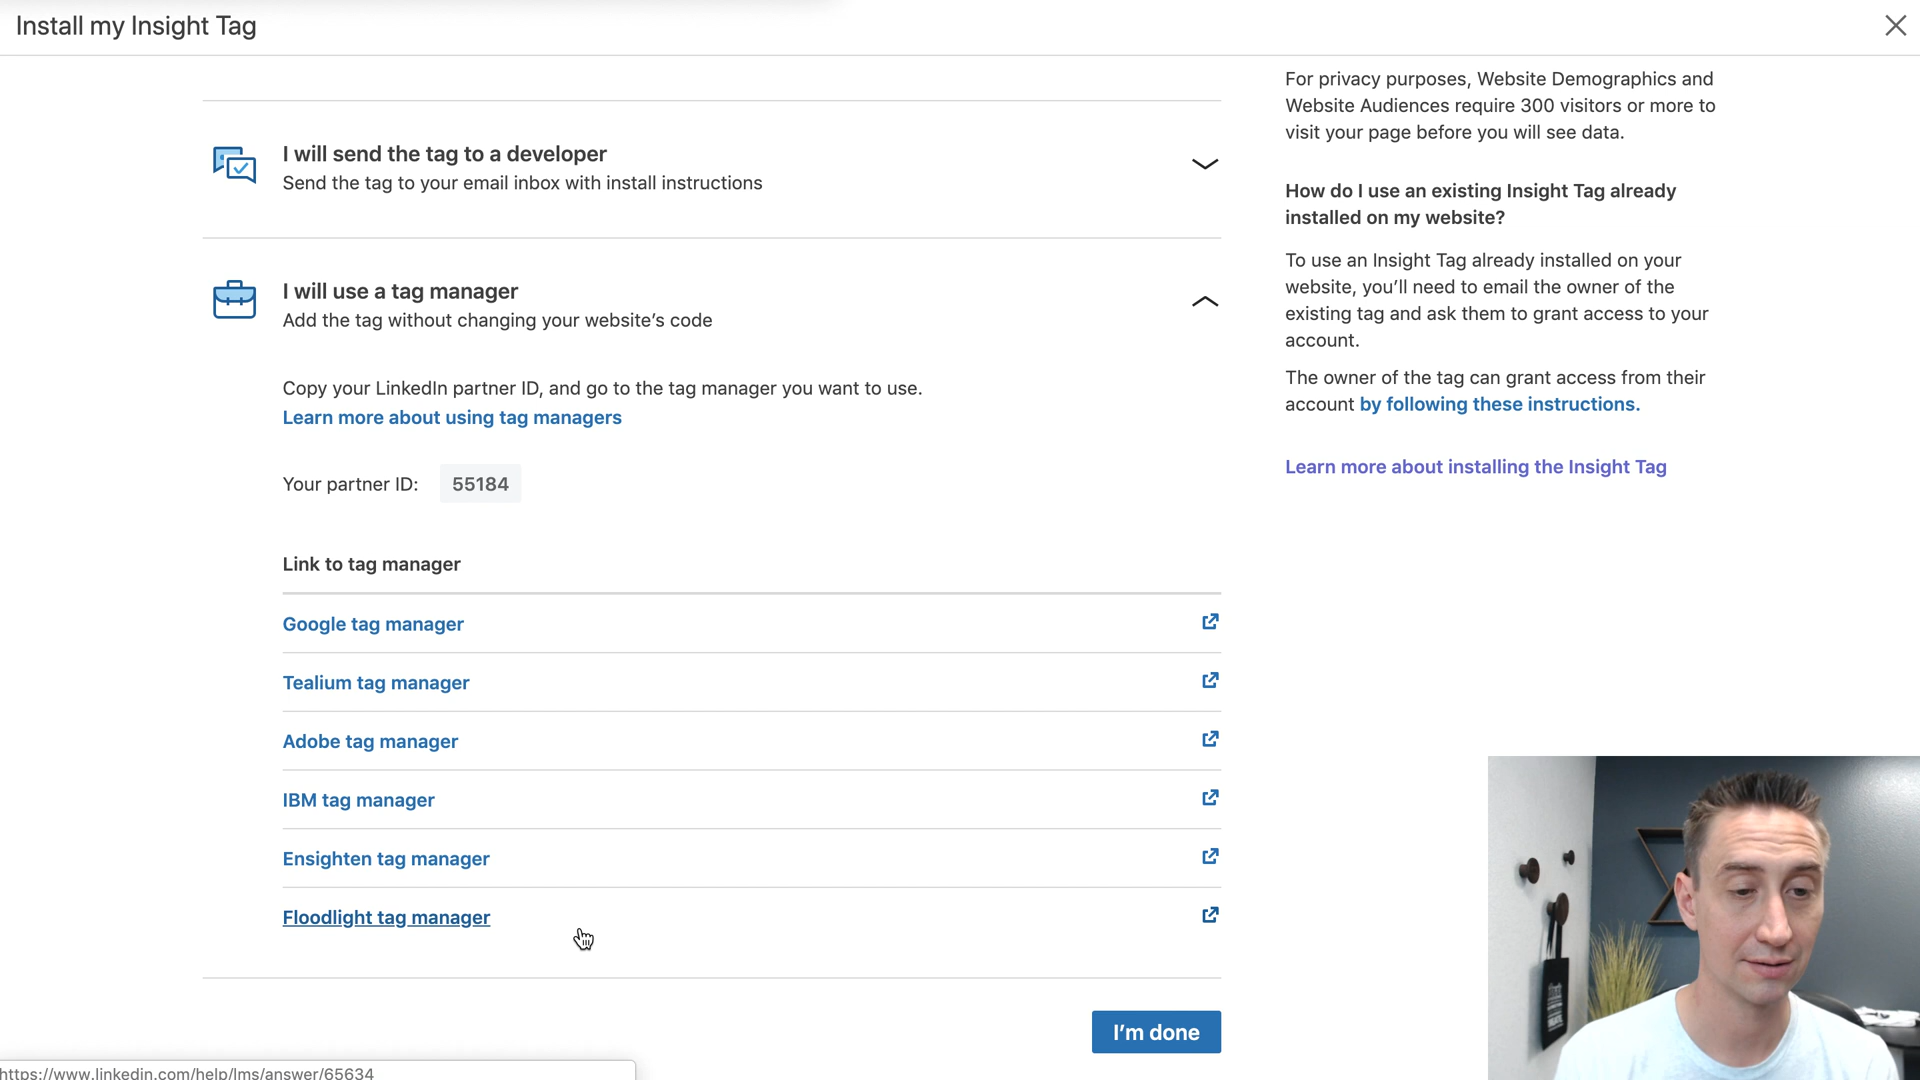 Install my Insight Tag
I will send the tag to a developer
Send the tag to your email inbox with install instructions
I will use a tag manager
Add the tag without changing your website's code
Copy your LinkedIn partner ID, and go to the tag manager you want to use.
Learn more about using tag managers
Your partner ID: 55184
Link to tag manager
Google tag manager
Tealium tag manager
Adobe tag manager
IBM tag manager
Ensighten tag manager
Floodlight tag manager
I'm done
For privacy purposes, Website Demographics and
Website Audiences require 300 visitors or more to
visit your page before you will see data.
How do I use an existing Insight Tag already
installed on my website?
To use an Insight Tag already installed on your
website, you'll need to email the owner of the
existing tag and ask them to grant access to your
account.
The owner of the tag can grant access from their
account by following these instructions.
Learn more about installing the Insight Tag
https://www.linkedin.com/help/lms/answer/65634